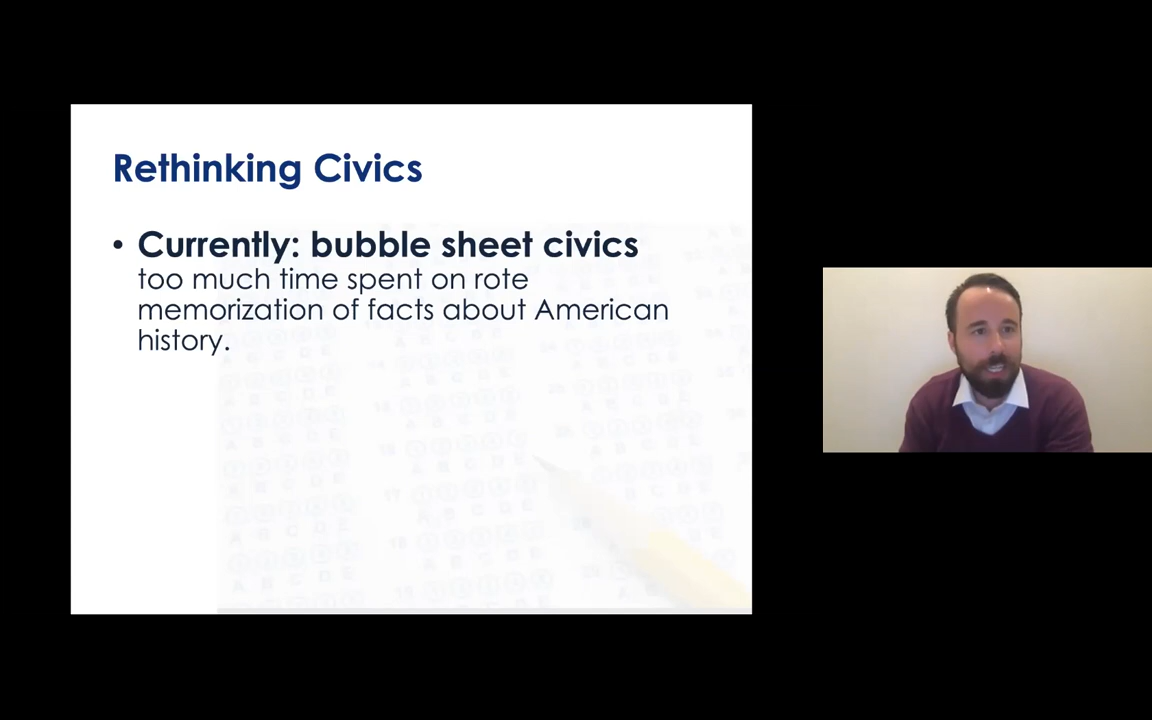 Rethinking Civics
• Currently: bubble sheet civics
too much time spent on rote
memorization of facts about American
history.